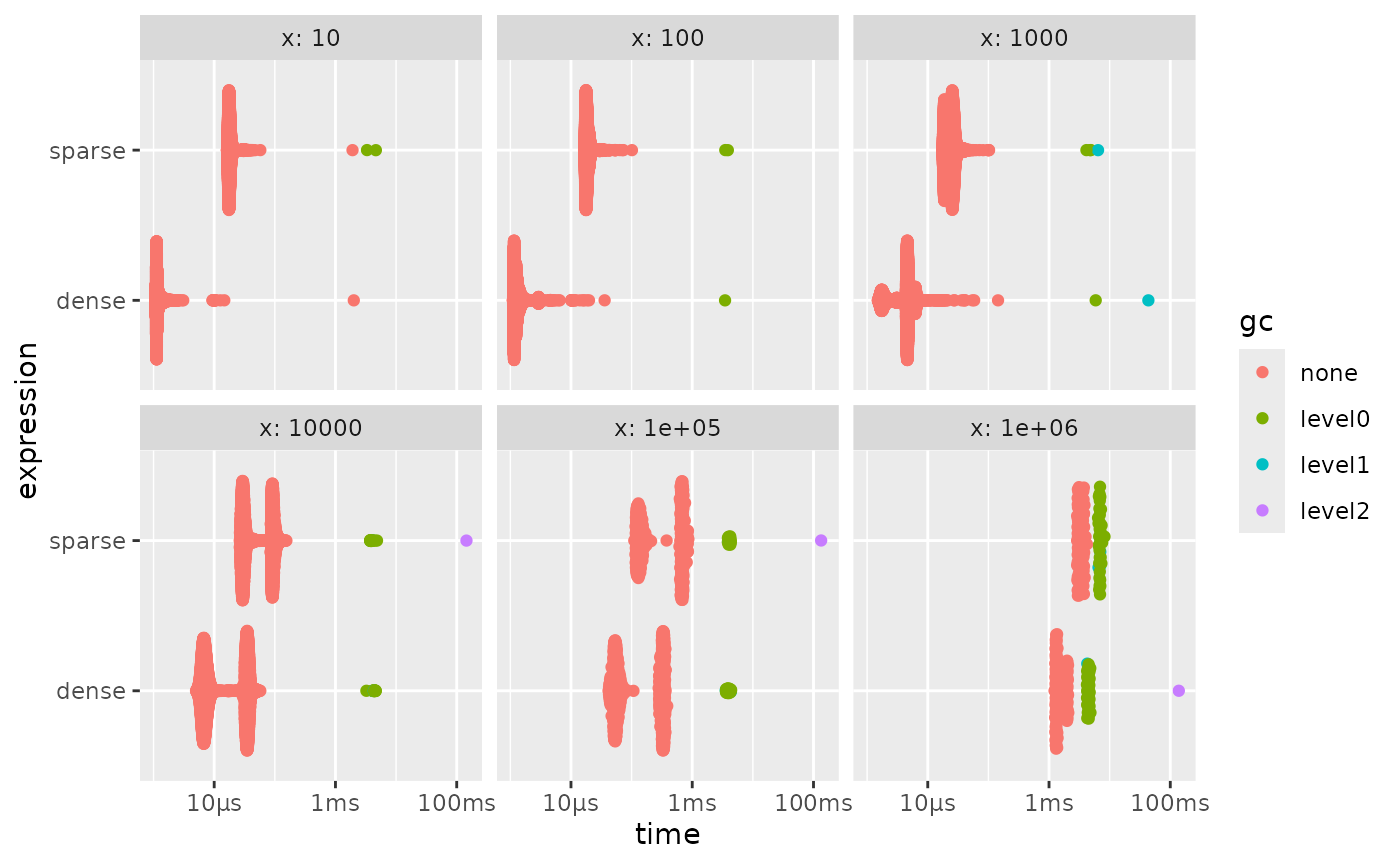 x: 10
x: 100
x: 1000
sparse
dense
x: 10000
x: 1e+05
x: 1e+06
sparse
dense
10µs
1ms
100ms
10µs
1ms
100ms
10µs
1ms
100ms
time
expression
gc
none
level0
level1
level2